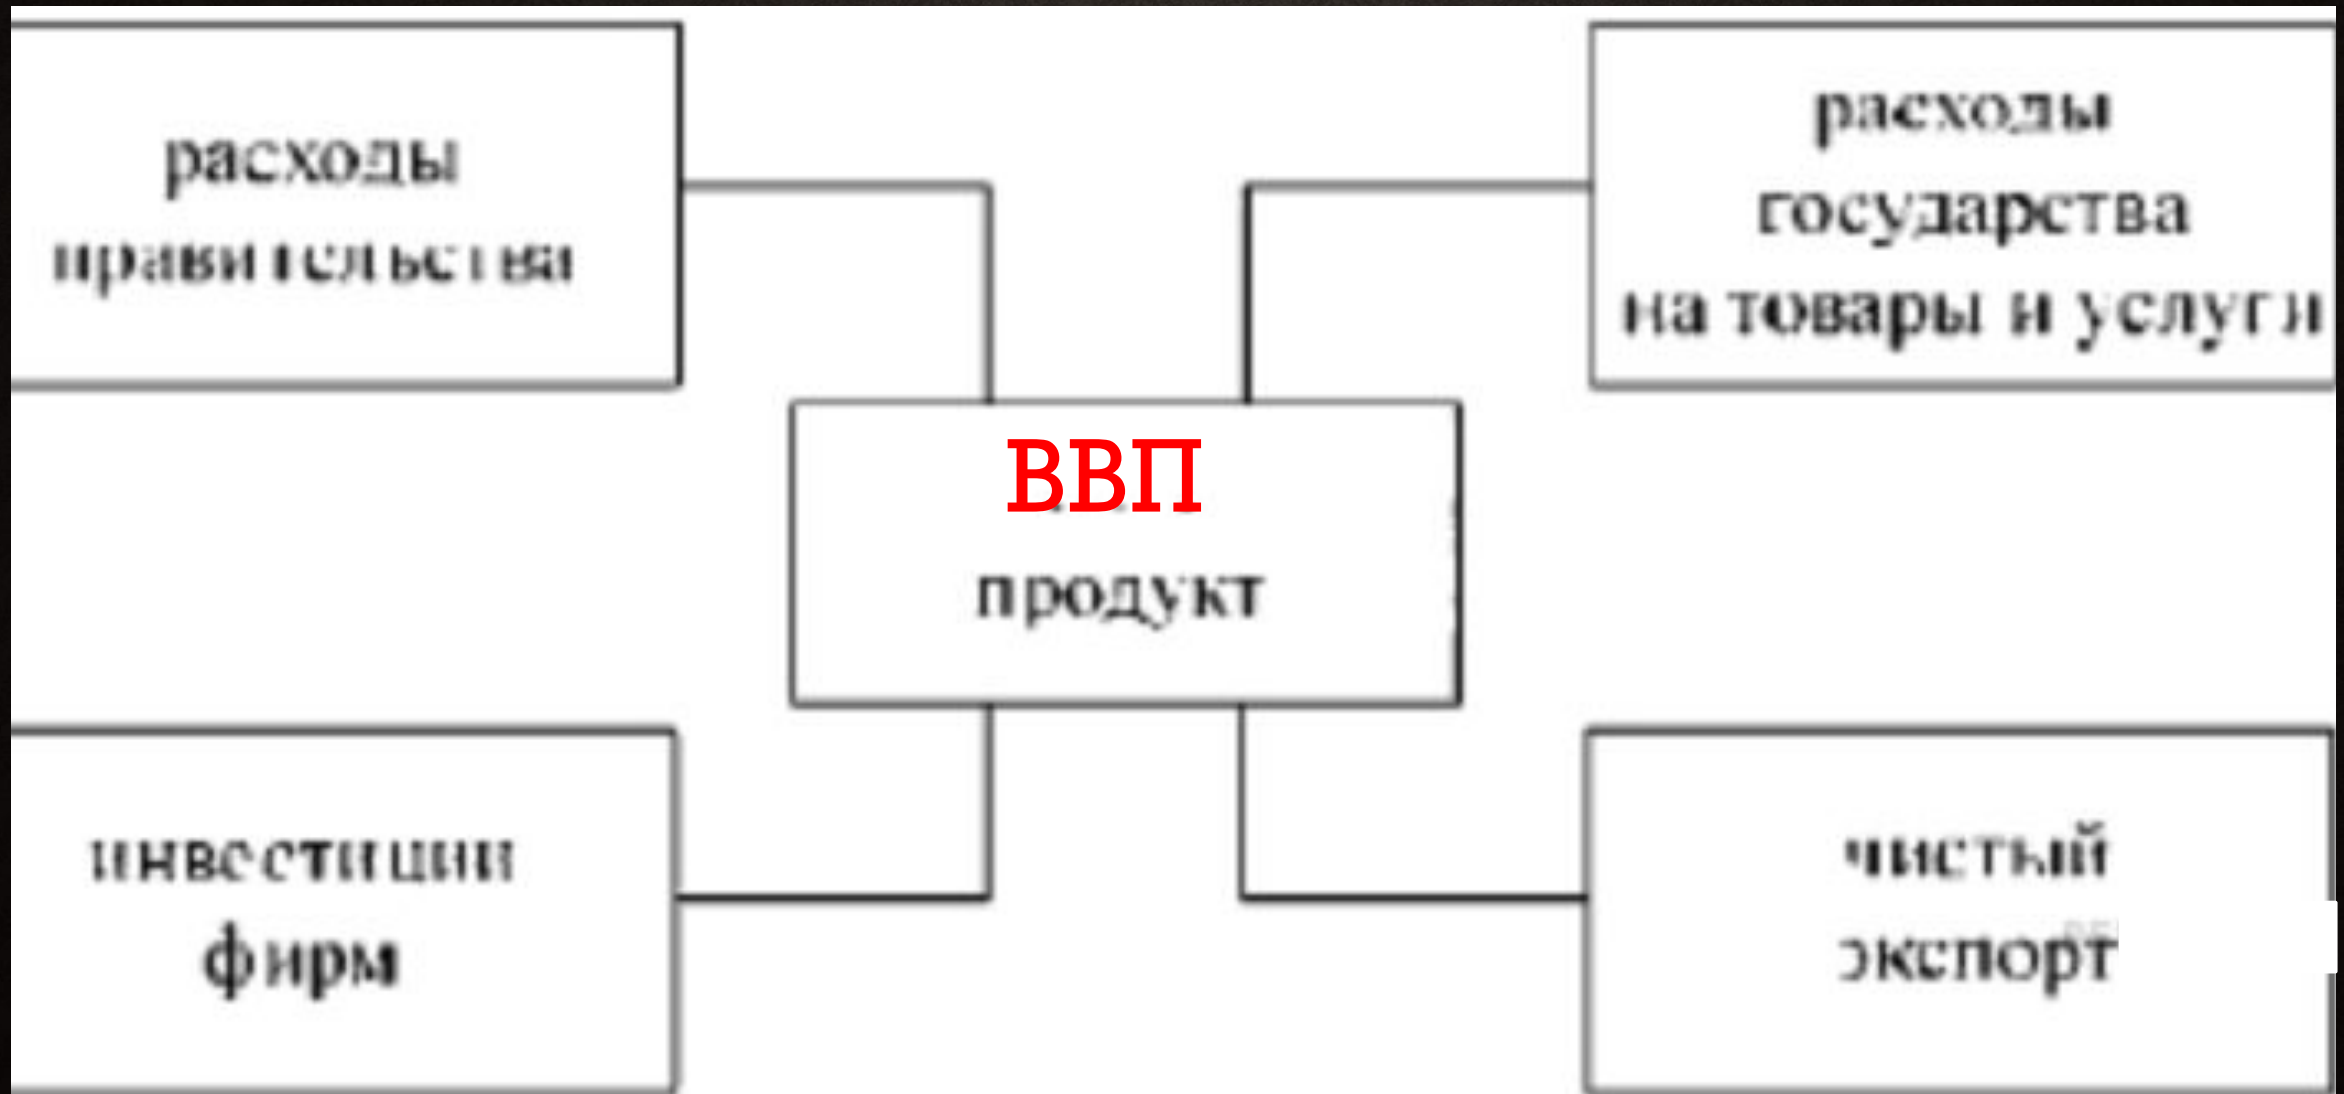 расходы
правительства
расходы
государства
на товары и услуги
ВВП
продукт
инвестиции
фирм
чистый
экспорт